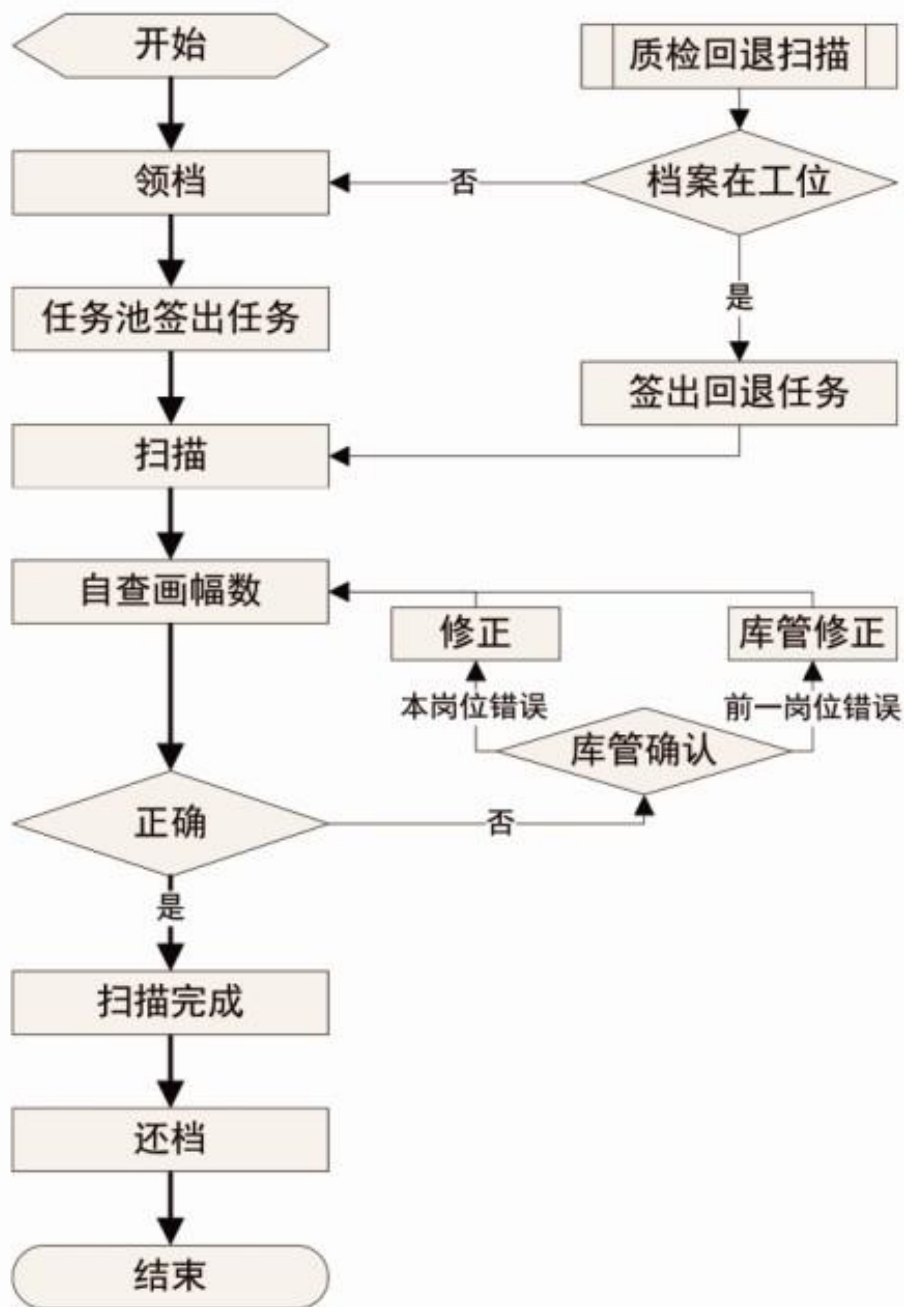 开始
质检回退扫描
领档
否
档案在工位
任务池签出任务
是
签出回退任务
扫描
自查画幅数
修正
库管修正
本岗位错误
前一岗位错误
库管确认
正确
否
是
扫描完成
还档
结束